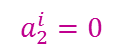 $a_2^i = 0$